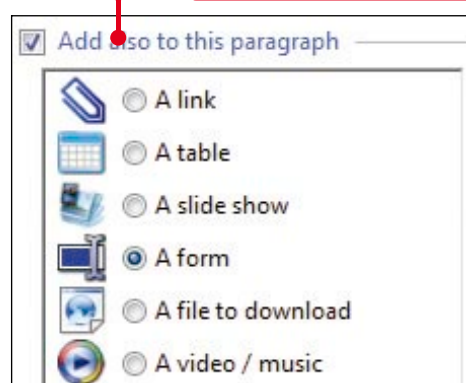 Add also to this paragraph
A link
A table
A slide show
A form
A file to download
A video / music